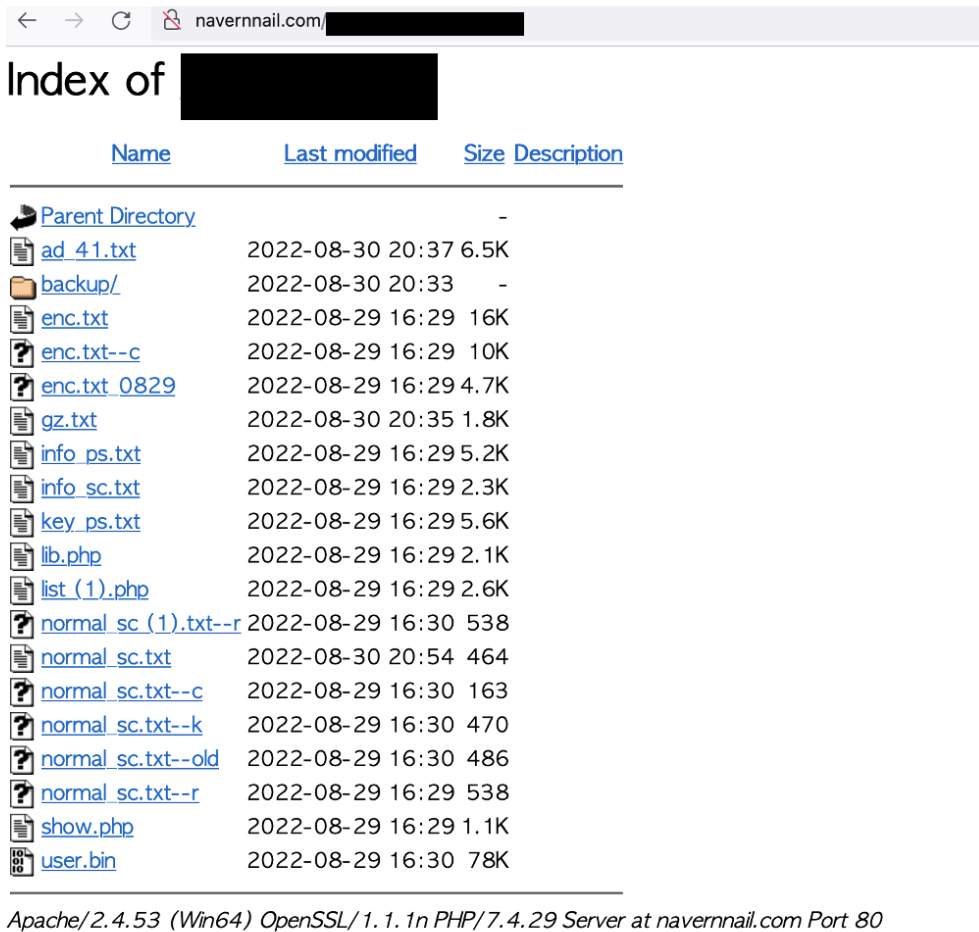 navernnail.com/
Index of
Name Last modified Size Description
Parent Directory -
ad_41.txt 2022-08-30 20:37 6.5K
backup/ 2022-08-30 20:33 -
enc.txt 2022-08-29 16:29 16K
enc.txt--c 2022-08-29 16:29 10K
enc.txt_0829 2022-08-29 16:29 4.7K
gz.txt 2022-08-30 20:35 1.8K
info_ps.txt 2022-08-29 16:29 5.2K
info_sc.txt 2022-08-29 16:29 2.3K
key_ps.txt 2022-08-29 16:29 5.6K
lib.php 2022-08-29 16:29 2.1K
list (1).php 2022-08-29 16:29 2.6K
normal_sc (1).txt--r 2022-08-29 16:30 538
normal_sc.txt 2022-08-30 20:54 464
normal_sc.txt--c 2022-08-29 16:30 163
normal_sc.txt--k 2022-08-29 16:30 470
normal_sc.txt--old 2022-08-29 16:30 486
normal_sc.txt--r 2022-08-29 16:29 538
show.php 2022-08-29 16:29 1.1K
user.bin 2022-08-29 16:30 78K
Apache/2.4.53 (Win64) OpenSSL/1.1.1n PHP/7.4.29 Server at navernnail.com Port 80